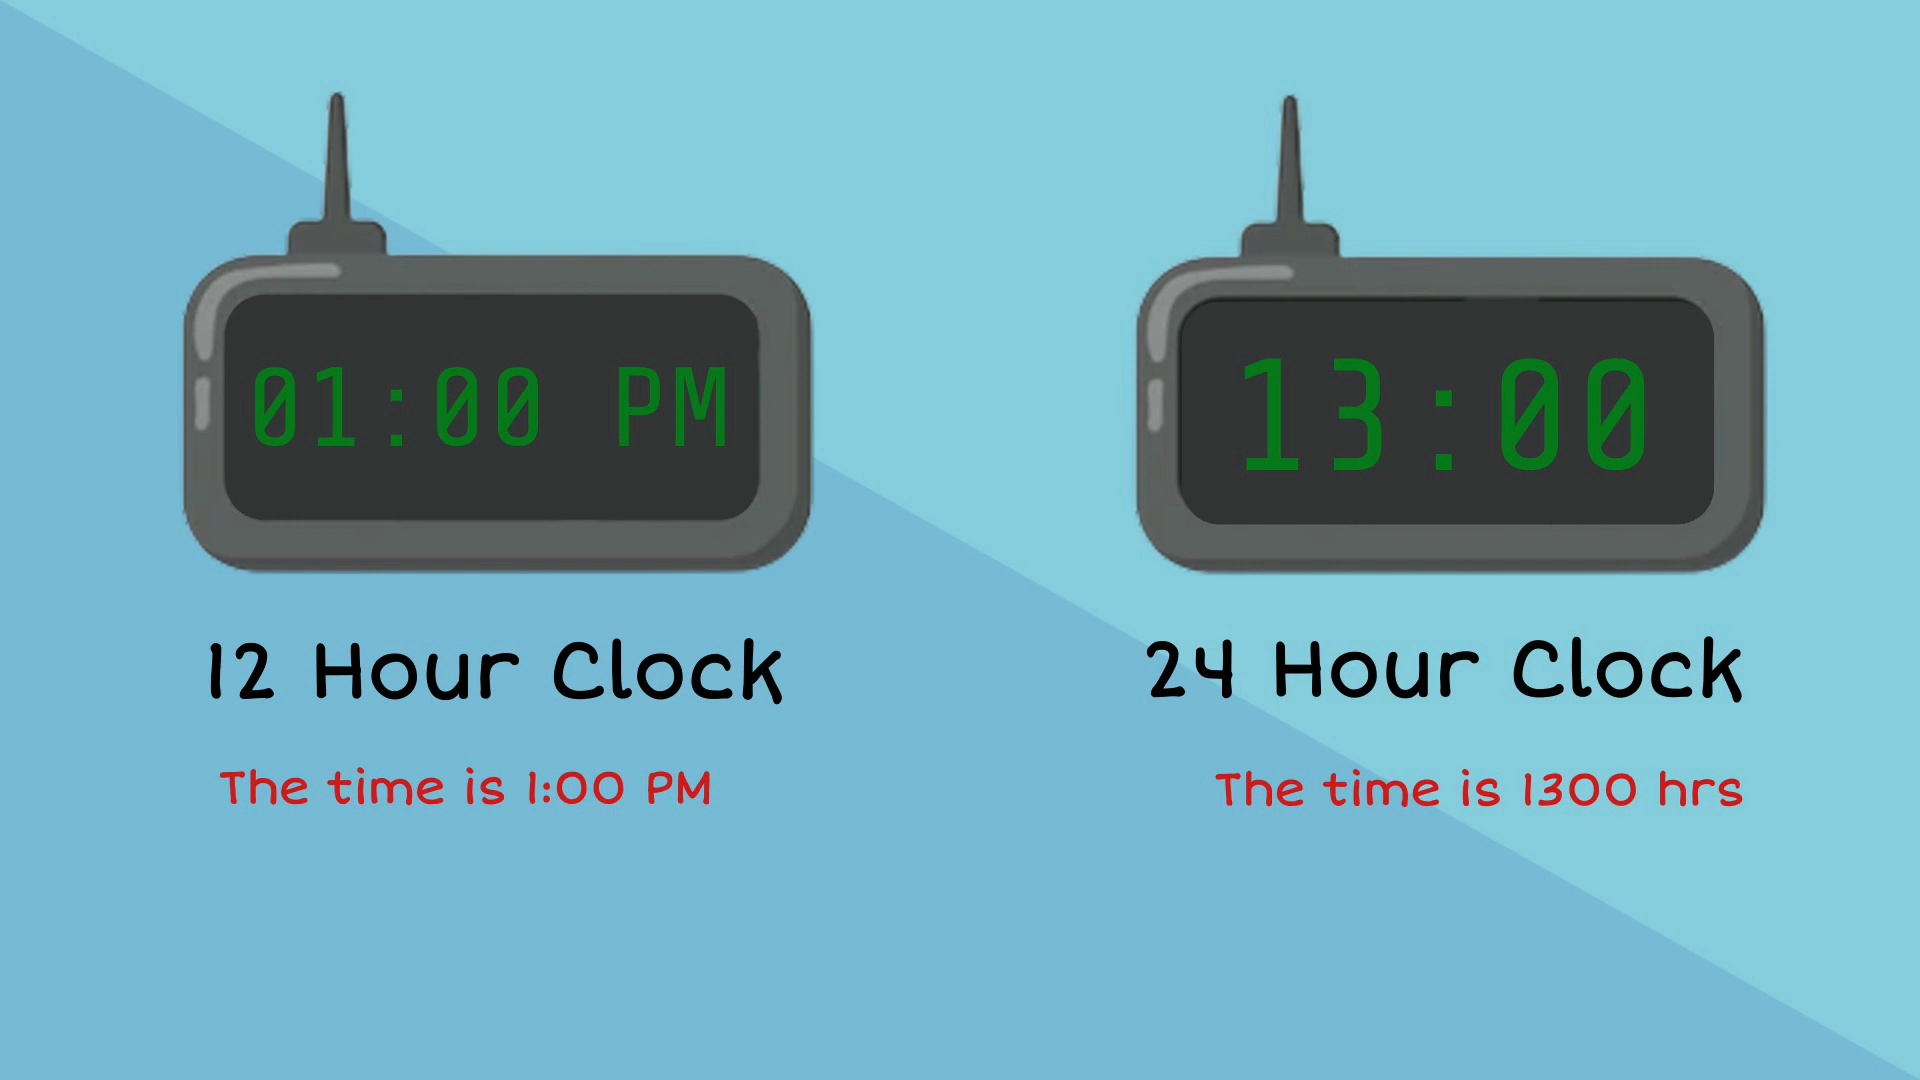 01:00 PM
12 Hour Clock
The time is 1:00 PM
13:00
24 Hour Clock
The time is 1300 hrs